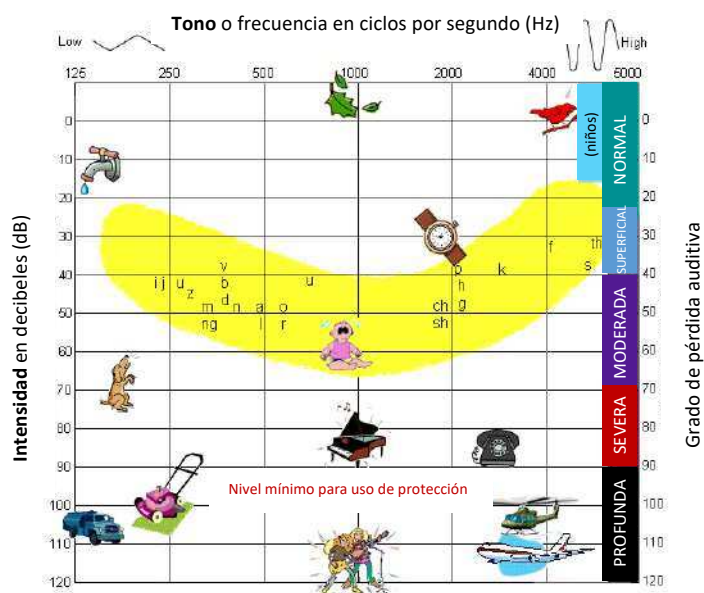 Tono o frecuencia en ciclos por segundo (Hz)
Low
High
125 250 500 1000 2000 4000 5000
Intensidad en decibeles (dB)
0
10
20
30
40
50
60
70
80
90
100
110
120
v
i j u b u
z d
m n a o
ng l r
p k
h
ch g
sh
f th
s
Nivel mínimo para uso de protección
(niños)
NORMAL
SUPERFICIAL
MODERADA
SEVERA
PROFUNDA
0
10
20
30
40
50
60
70
80
90
100
110
120
Grado de pérdida auditiva